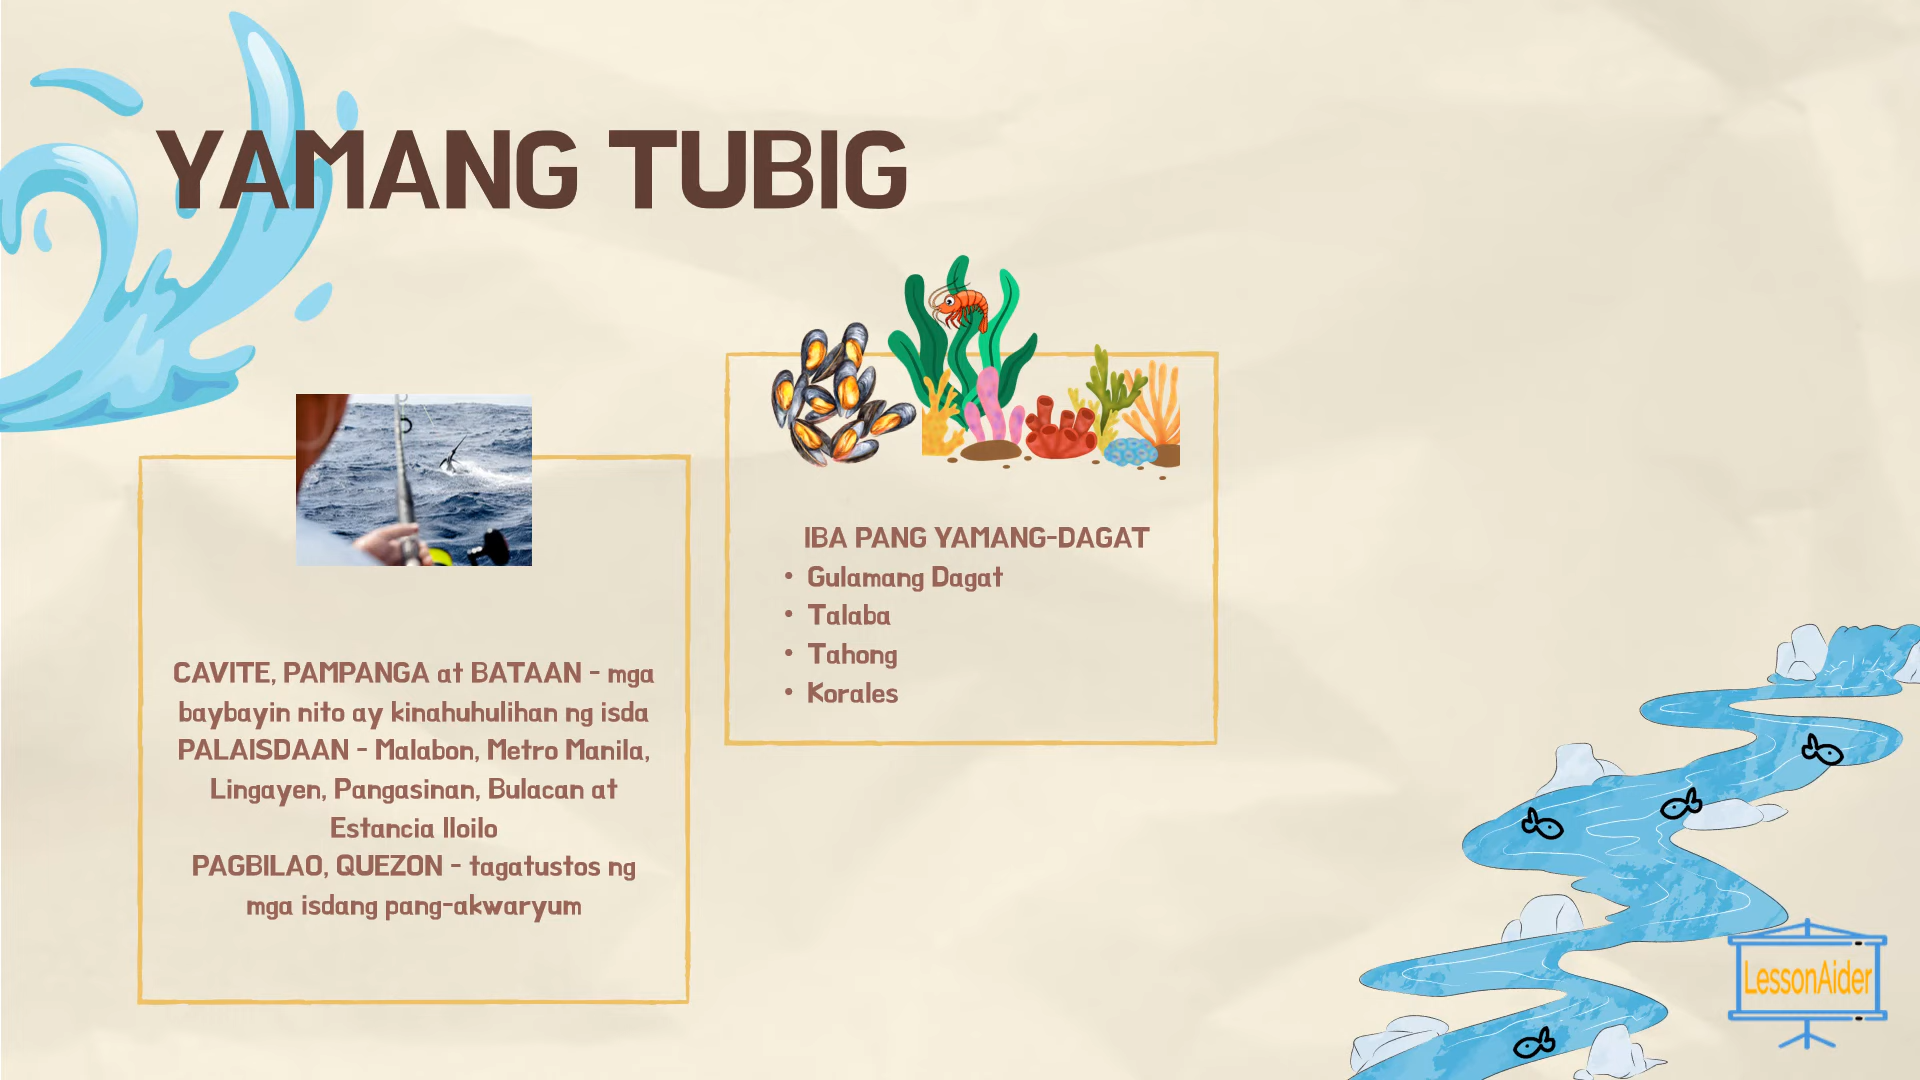 YAMANG TUBIG
CAVITE, PAMPANGA at BATAAN - mga
baybayin nito ay kinahuhulihan ng isda
PALAISDAAN - Malabon, Metro Manila,
Lingayen, Pangasinan, Bulacan at
Estancia Iloilo
PAGBILAO, QUEZON - tagatustos ng
mga isdang pang-akwaryum
IBA PANG YAMANG-DAGAT
• Gulamang Dagat
• Talaba
• Tahong
• Korales
LessonAider